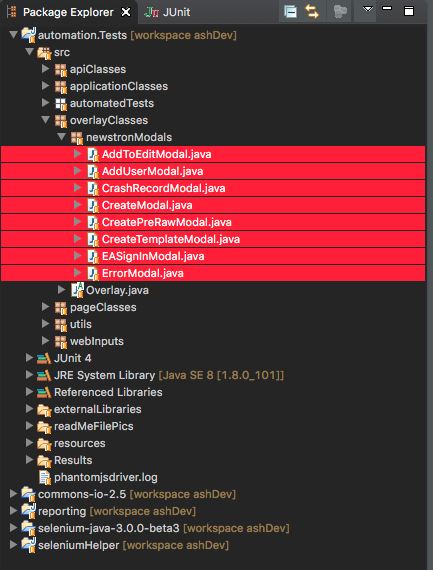 Package Explorer JUnit
automation.Tests [workspace ashDev]
src
apiClasses
applicationClasses
automatedTests
overlayClasses
newstronModals
AddToEditModal.java
AddUserModal.java
CrashRecordModal.java
CreateModal.java
CreatePreRawModal.java
CreateTemplateModal.java
EASignInModal.java
ErrorModal.java
Overlay.java
pageClasses
utils
webInputs
JUnit 4
JRE System Library [Java SE 8 [1.8.0_101]]
Referenced Libraries
externalLibraries
readMeFilePics
resources
Results
phantomjsdriver.log
commons-io-2.5 [workspace ashDev]
reporting [workspace ashDev]
selenium-java-3.0.0-beta3 [workspace ashDev]
seleniumHelper [workspace ashDev]